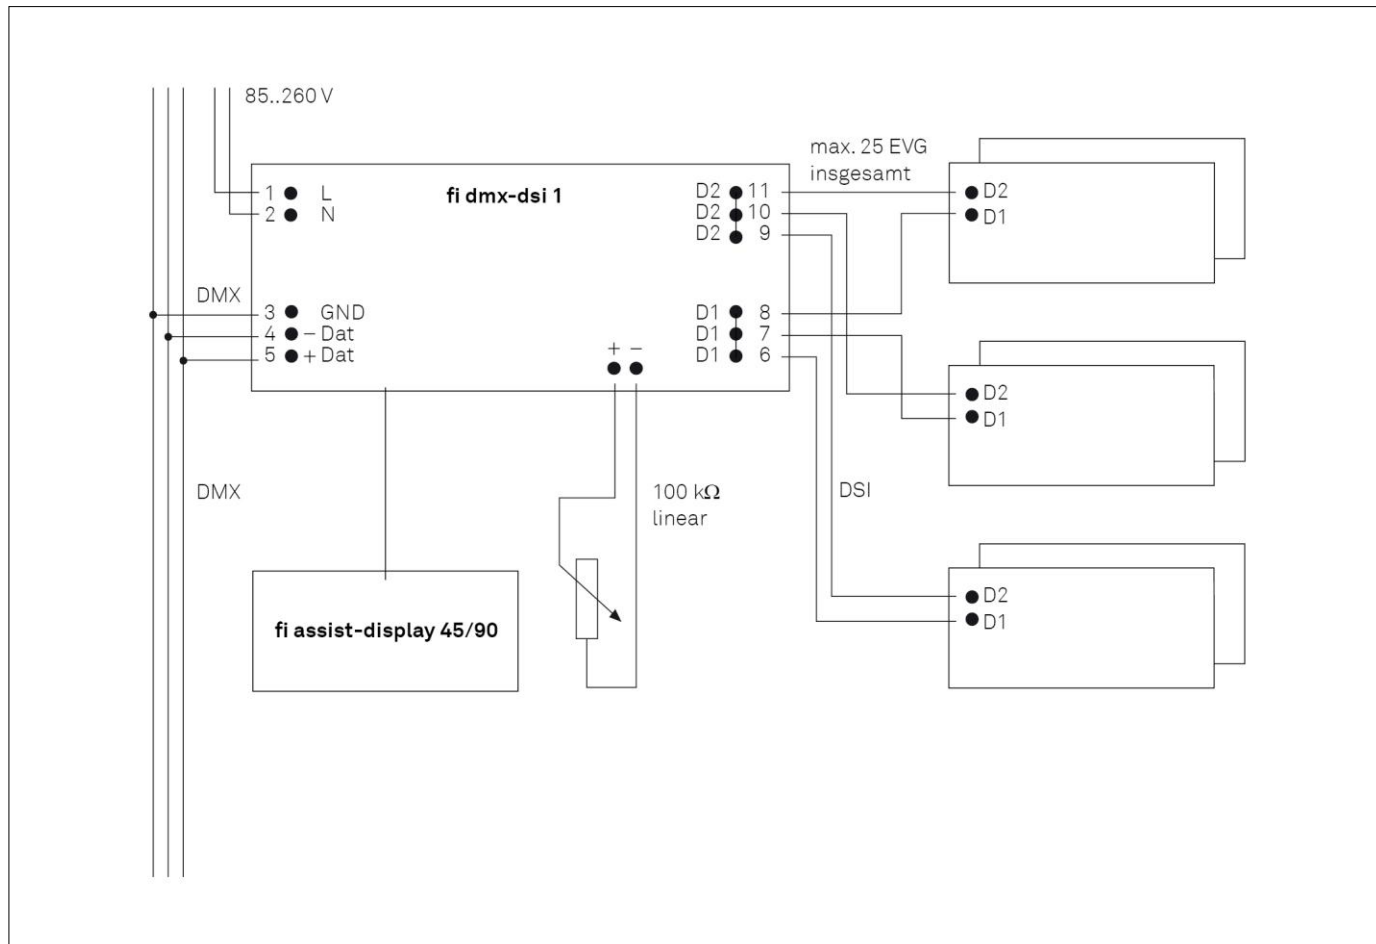 85..260 V
max. 25 EVG
insgesamt
fi dmx-dsi 1
1 L
2 N
D2 11
D2 10
D2 9
D2
D1
DMX
3 GND
4 – Dat
5 + Dat
D1 8
D1 7
D1 6
+ –
D2
D1
DMX
100 kΩ
linear
DSI
fi assist-display 45/90
D2
D1